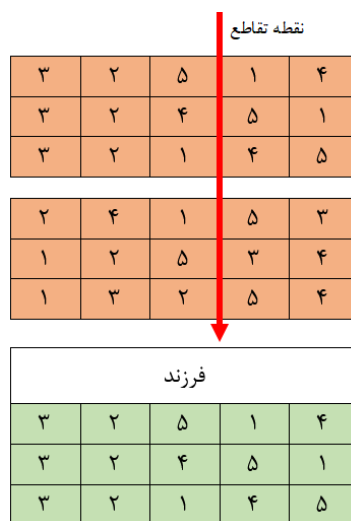 نقطه تقاطع
۳ ۲ ۵ ۱ ۴
۳ ۲ ۴ ۵ ۱
۳ ۲ ۱ ۴ ۵
۲ ۴ ۱ ۵ ۳
۱ ۲ ۵ ۳ ۴
۱ ۳ ۲ ۵ ۴
فرزند
۳ ۲ ۵ ۱ ۴
۳ ۲ ۴ ۵ ۱
۳ ۲ ۱ ۴ ۵